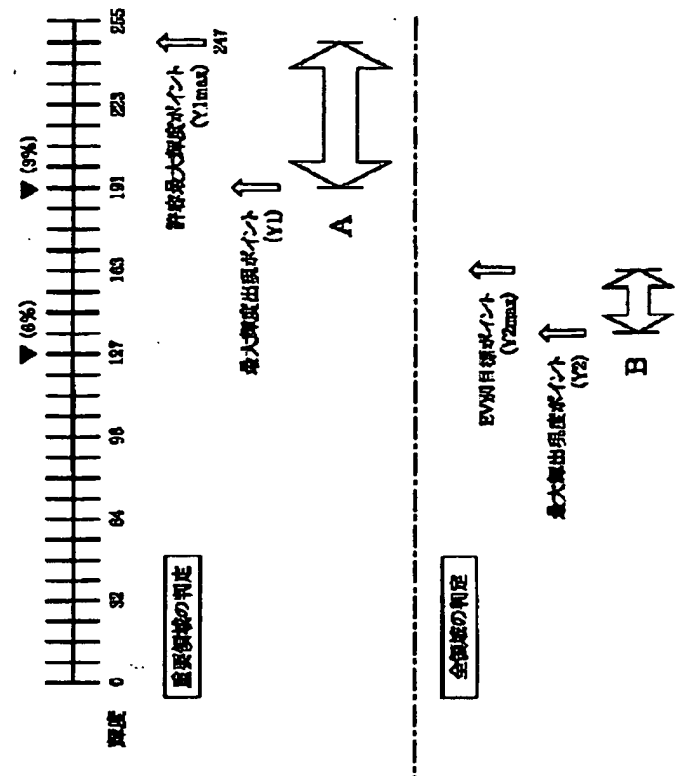 ▼(6%) ▼(9%)
輝度 0 32 64 96 127 163 191 223 255
重要領域の判定
許容最大輝度ポイント
(Y1max)
247
最大輝度出現ポイント
(Y1)
A
全領域の判定
EV別目標ポイント
(Y2max)
最大輝出現度ポイント
(Y2)
B